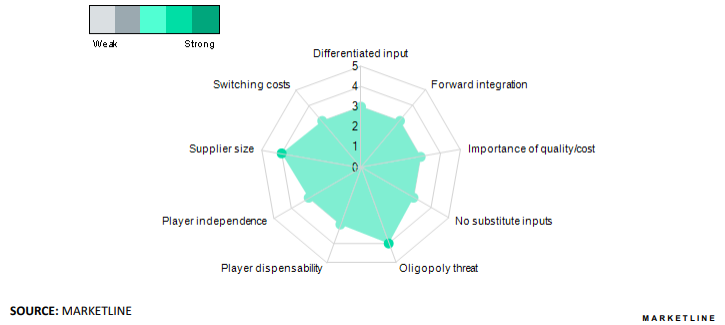 Weak Strong
Differentiated input
5
Switching costs
4
Forward integration
3
2
Supplier size
Importance of quality/cost
1
0
Player independence
No substitute inputs
Player dispensability
Oligopoly threat
SOURCE: MARKETLINE
MARKETLINE